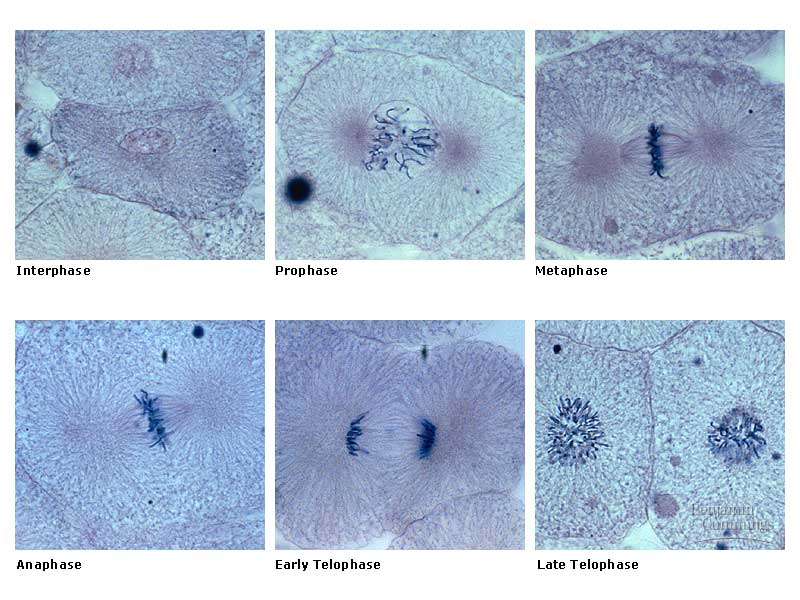 Interphase
Prophase
Metaphase
Anaphase
Early Telophase
Late Telophase
Benjamin
Cummings